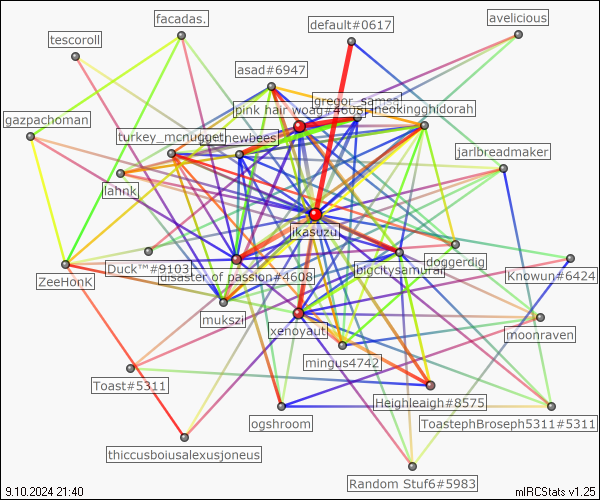 facadas.
avelicious
default#0617
tescoroll
asad#6947
gregor_samsa
pink hair woag#4608
neokingghidorah
gazpachoman
turkey_mcnugget
newbees
jarlbreadmaker
lahnk
ikasuzu
Duck™#9103
disaster of passion#4608
bigcitysamurai
doggerdig
Knowun#6424
ZeeHonK
mukszi
xenovaut
moonraven
mingus4742
Toast#5311
Heighleaigh#8575
ogshroom
ToastephBroseph5311#5311
thiccusboiusalexusjoneus
Random Stuf6#5983
9.10.2024 21:40
mIRCStats v1.25